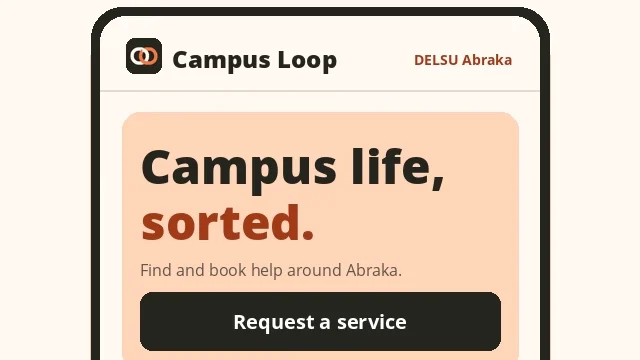 Campus Loop
DELSU Abraka
Campus life,
sorted.
Find and book help around Abraka.
Request a service